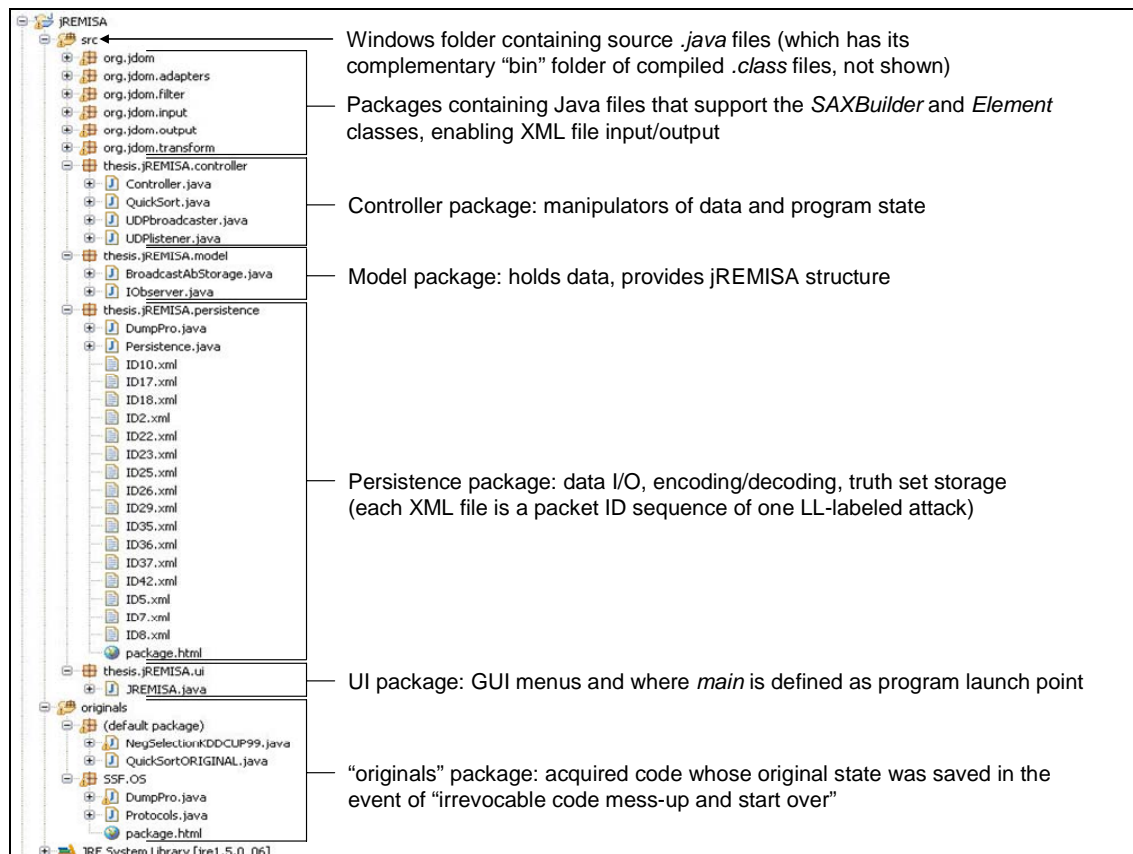 jREMISA
src
Windows folder containing source .java files (which has its
complementary “bin” folder of compiled .class files, not shown)
org.jdom
org.jdom.adapters
org.jdom.filter
org.jdom.input
org.jdom.output
org.jdom.transform
Packages containing Java files that support the SAXBuilder and Element
classes, enabling XML file input/output
thesis.jREMISA.controller
Controller.java
QuickSort.java
UDPbroadcaster.java
UDPlistener.java
Controller package: manipulators of data and program state
thesis.jREMISA.model
BroadcastAbStorage.java
IObserver.java
Model package: holds data, provides jREMISA structure
thesis.jREMISA.persistence
DumpPro.java
Persistence.java
ID10.xml
ID17.xml
ID18.xml
ID2.xml
ID22.xml
ID23.xml
ID25.xml
ID26.xml
ID29.xml
ID35.xml
ID36.xml
ID37.xml
ID42.xml
ID5.xml
ID7.xml
ID8.xml
package.html
Persistence package: data I/O, encoding/decoding, truth set storage
(each XML file is a packet ID sequence of one LL-labeled attack)
thesis.jREMISA.ui
JREMISA.java
UI package: GUI menus and where main is defined as program launch point
originals
(default package)
NegSelectionKDDCUP99.java
QuickSortORIGINAL.java
SSF.OS
DumpPro.java
Protocols.java
package.html
“originals” package: acquired code whose original state was saved in the
event of “irrevocable code mess-up and start over”
JRE System Library [jre1.5.0_06]